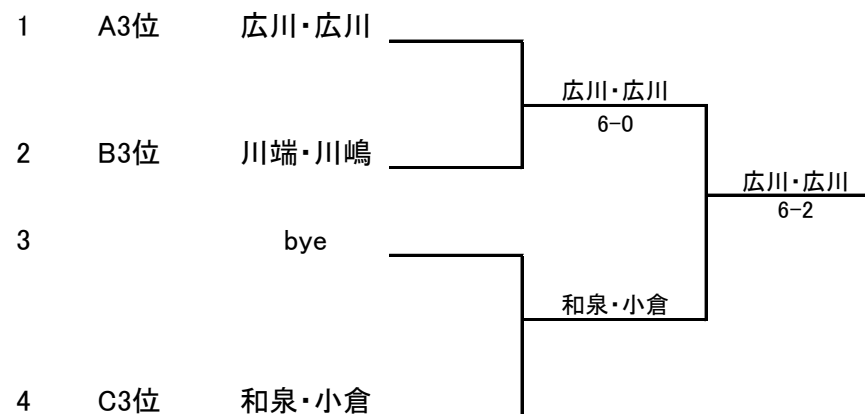 1 A3位 広川・広川
広川・広川
6-0
2 B3位 川端・川嶋
広川・広川
6-2
3 bye
和泉・小倉
4 C3位 和泉・小倉